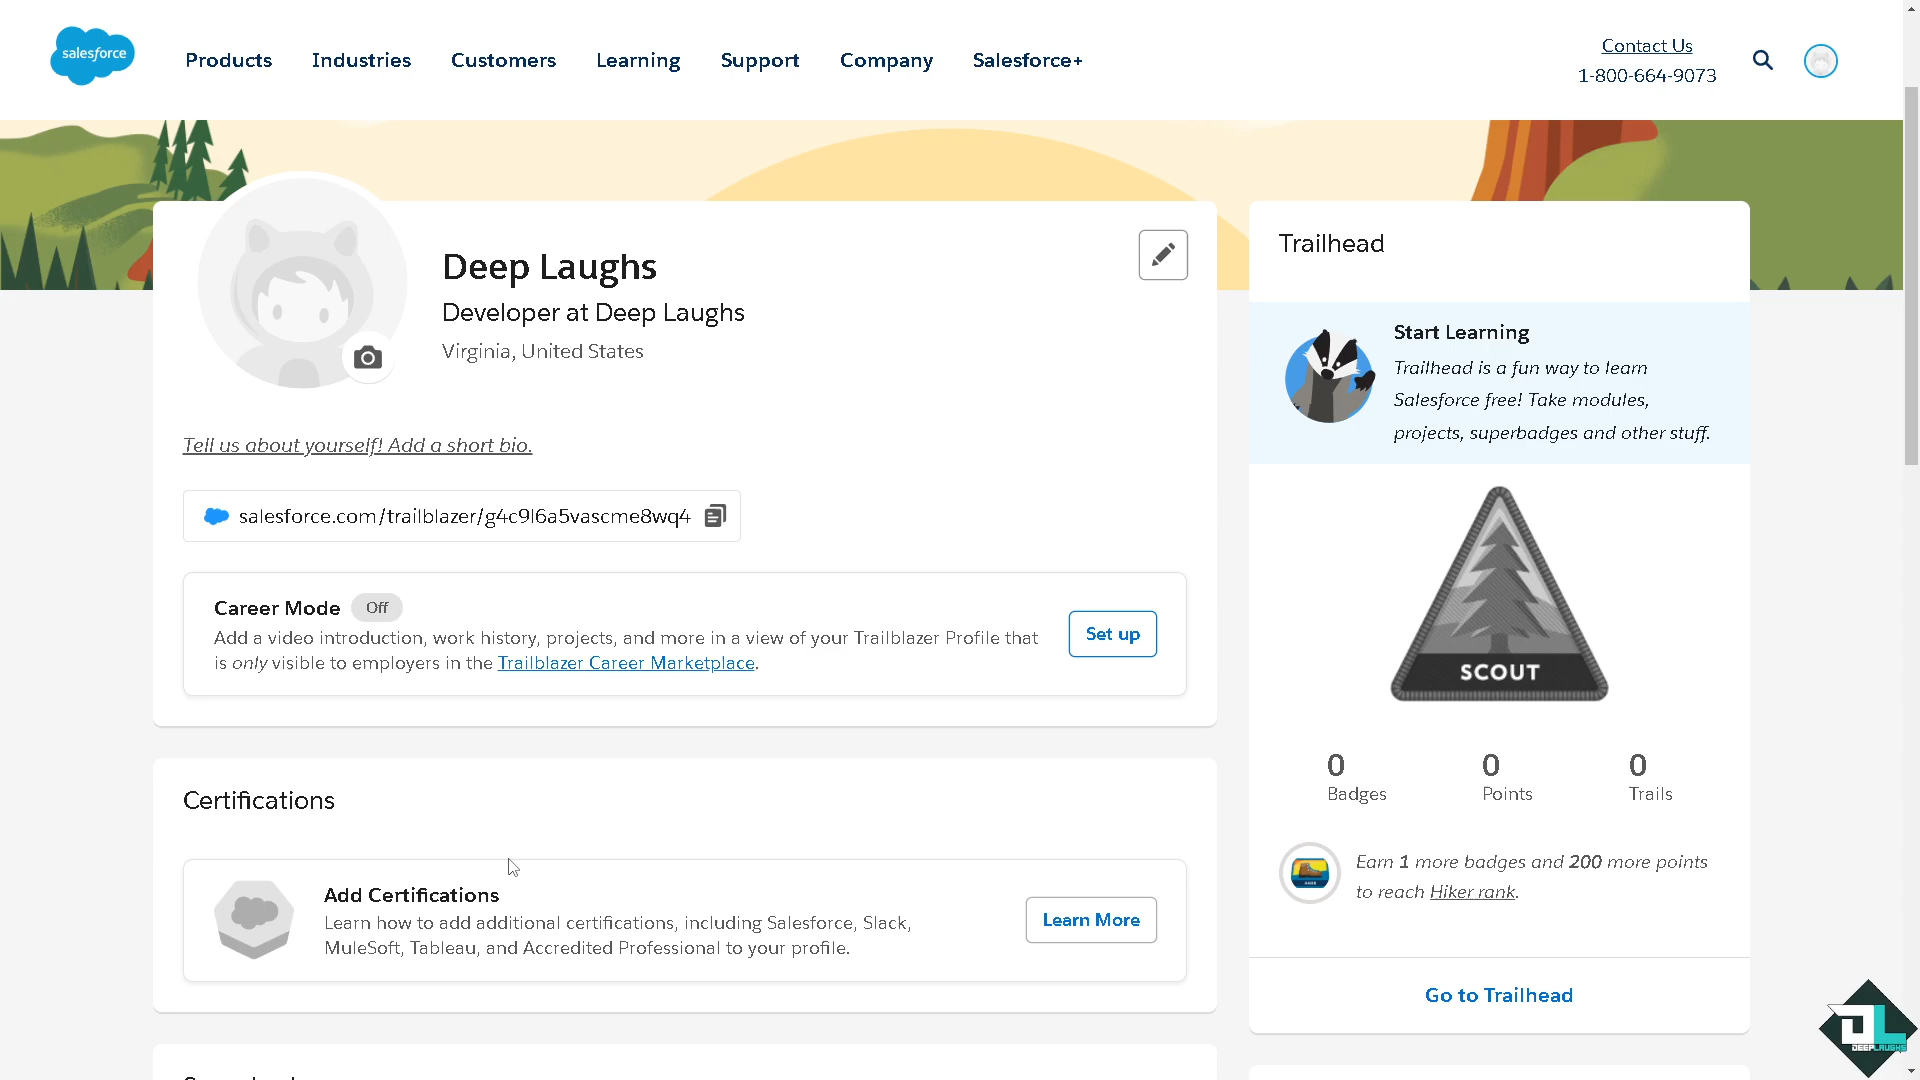 salesforce
Products
Industries
Customers
Learning
Support
Company
Salesforce+
Contact Us
1-800-664-9073
Deep Laughs
Developer at Deep Laughs
Virginia, United States
Tell us about yourself! Add a short bio.
salesforce.com/trailblazer/g4c9l6a5vascme8wq4
Career Mode
Off
Add a video introduction, work history, projects, and more in a view of your Trailblazer Profile that
is only visible to employers in the Trailblazer Career Marketplace.
Set up
Certifications
Add Certifications
Learn how to add additional certifications, including Salesforce, Slack,
MuleSoft, Tableau, and Accredited Professional to your profile.
Learn More
Trailhead
Start Learning
Trailhead is a fun way to learn
Salesforce free! Take modules,
projects, superbadges and other stuff.
SCOUT
0
Badges
0
Points
0
Trails
Earn 1 more badges and 200 more points
to reach Hiker rank.
Go to Trailhead
DEEPLAUGHS